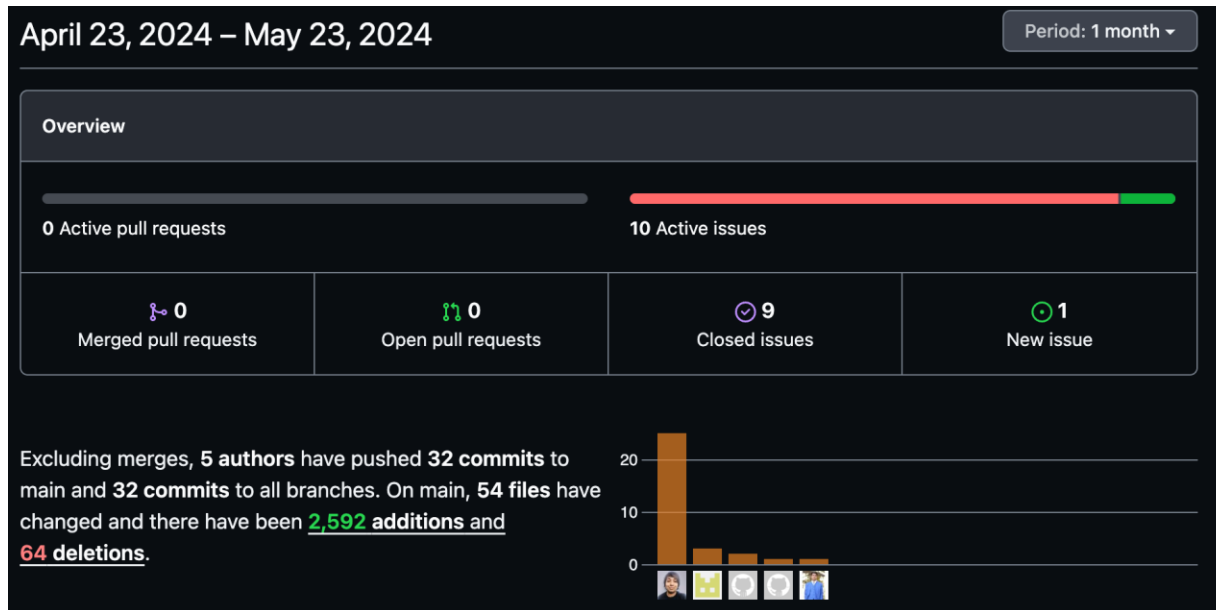 April 23, 2024 – May 23, 2024
Period: 1 month
Overview
0 Active pull requests
10 Active issues
0
Merged pull requests
0
Open pull requests
9
Closed issues
1
New issue
Excluding merges, 5 authors have pushed 32 commits to
main and 32 commits to all branches. On main, 54 files have
changed and there have been 2,592 additions and
64 deletions.
20
10
0